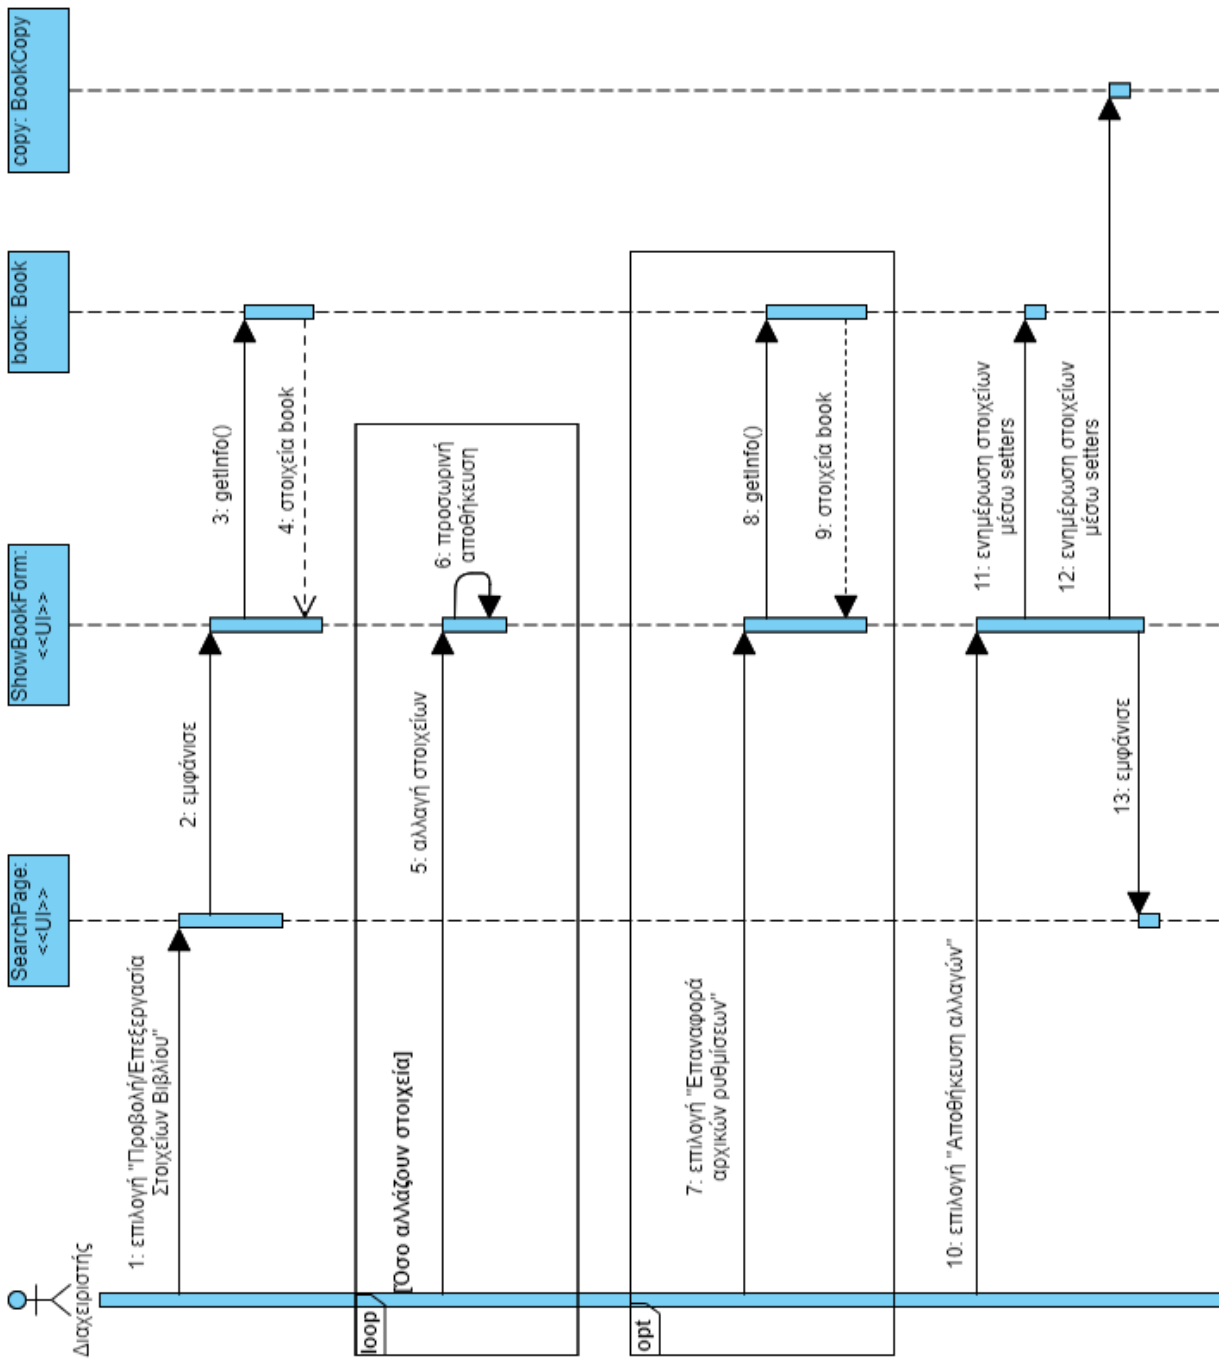 Διαχειριστής
SearchPage:
<<UI>>
ShowBookForm:
<<UI>>
book: Book
copy: BookCopy
1: επιλογή "Προβολή/Επεξεργασία
Στοιχείων Βιβλίου"
2: εμφάνισε
3: getInfo()
4: στοιχεία book
loop
[Όσο αλλάζουν στοιχεία]
5: αλλαγή στοιχείων
6: προσωρινή
αποθήκευση
opt
7: επιλογή "Επαναφορά
αρχικών ρυθμίσεων"
8: getInfo()
9: στοιχεία book
10: επιλογή "Αποθήκευση αλλαγών"
11: ενημέρωση στοιχείων
μέσω setters
12: ενημέρωση στοιχείων
μέσω setters
13: εμφάνισε